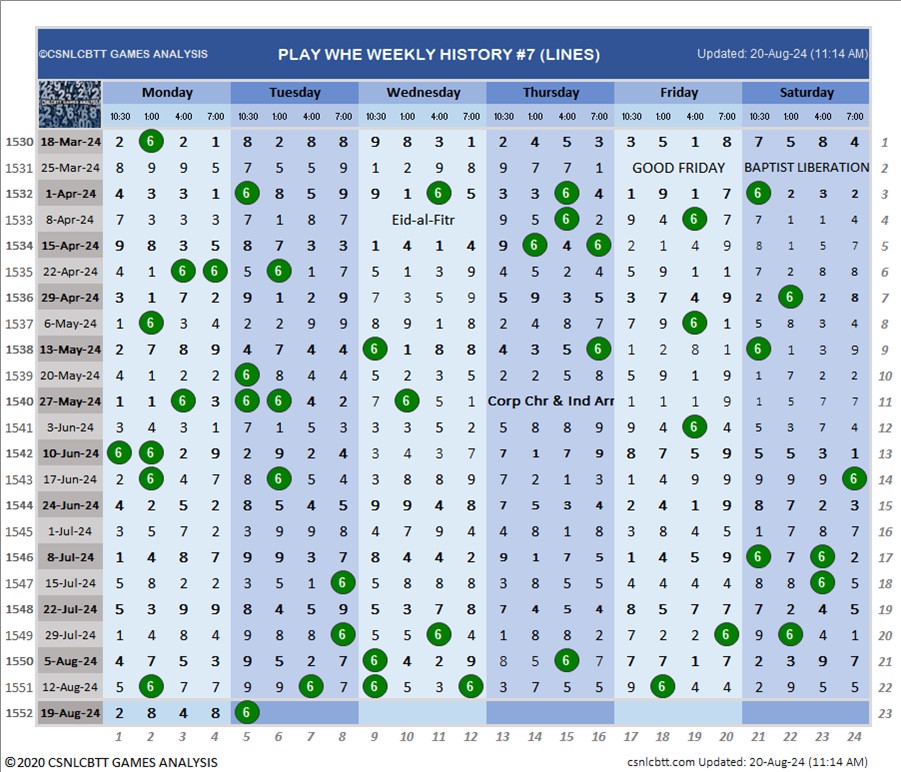 ©CSNLCBTT GAMES ANALYSIS PLAY WHE WEEKLY HISTORY #7 (LINES) Updated: 20-Aug-24 (11:14 AM)
Monday Tuesday Wednesday Thursday Friday Saturday
10:30 1:00 4:00 7:00 10:30 1:00 4:00 7:00 10:30 1:00 4:00 7:00 10:30 1:00 4:00 7:00 10:30 1:00 4:00 7:00 10:30 1:00 4:00 7:00
1530 18-Mar-24 2 6 2 1 8 2 8 8 9 8 3 1 2 4 5 3 3 5 1 8 7 5 8 4 1
1531 25-Mar-24 8 9 9 5 7 5 5 9 1 2 9 8 9 7 7 1 GOOD FRIDAY BAPTIST LIBERATION 2
1532 1-Apr-24 4 3 3 1 6 8 5 9 9 1 6 5 3 3 6 4 1 9 1 7 6 2 3 2 3
1533 8-Apr-24 7 3 3 3 7 1 8 7 Eid-al-Fitr 9 5 6 2 9 4 6 7 7 1 1 4 4
1534 15-Apr-24 9 8 3 5 8 7 3 3 1 4 1 4 9 6 4 6 2 1 4 9 8 1 5 7 5
1535 22-Apr-24 4 1 6 6 5 6 1 7 5 1 3 9 4 5 2 4 5 9 1 1 7 2 8 8 6
1536 29-Apr-24 3 1 7 2 9 1 2 9 7 3 5 9 5 9 3 5 3 7 4 9 2 6 2 8 7
1537 6-May-24 1 6 3 4 2 2 9 9 8 9 1 8 2 4 8 7 7 9 6 1 5 8 3 4 8
1538 13-May-24 2 7 8 9 4 7 4 4 6 1 8 8 4 3 5 6 1 2 8 1 6 1 3 9 9
1539 20-May-24 4 1 2 2 6 8 4 4 5 2 3 5 2 2 5 8 5 9 1 9 1 7 2 2 10
1540 27-May-24 1 1 6 3 6 6 4 2 7 6 5 1 Corp Chr & Ind Arr 1 1 1 9 1 5 7 7 11
1541 3-Jun-24 3 4 3 1 7 1 5 3 3 3 5 2 5 8 8 9 9 4 6 9 5 3 7 4 12
1542 10-Jun-24 6 6 2 9 2 9 2 4 3 4 3 7 7 1 7 9 8 7 5 9 5 5 3 1 13
1543 17-Jun-24 2 6 4 7 8 6 5 4 3 8 8 9 7 2 1 3 1 4 9 9 9 9 9 6 14
1544 24-Jun-24 4 2 5 2 8 5 4 5 9 9 4 8 7 5 3 4 2 4 1 9 8 7 2 3 15
1545 1-Jul-24 3 5 7 2 3 9 9 8 4 7 9 4 4 8 1 8 3 8 4 5 1 7 8 7 16
1546 8-Jul-24 1 4 8 7 9 9 3 7 8 4 4 2 9 1 7 5 1 4 5 9 6 7 6 2 17
1547 15-Jul-24 5 8 2 2 3 5 1 6 5 8 8 8 3 8 5 5 4 4 4 4 8 8 6 5 18
1548 22-Jul-24 5 3 9 9 8 4 5 9 5 3 7 8 7 4 4 4 8 5 7 7 7 2 4 5 19
1549 29-Jul-24 1 4 8 4 9 8 8 6 5 5 6 4 1 8 8 2 7 2 2 6 9 6 4 1 20
1550 5-Aug-24 4 7 5 3 9 5 2 7 6 4 2 9 8 5 6 7 7 7 1 7 2 3 9 7 21
1551 12-Aug-24 5 6 7 7 9 9 6 7 6 5 3 6 3 7 5 5 9 6 4 4 2 9 5 5 22
1552 19-Aug-24 2 8 4 8 6 23
1 2 3 4 5 6 7 8 9 10 11 12 13 14 15 16 17 18 19 20 21 22 23 24
©2020 CSNLCBTT GAMES ANALYSIS csnlcbtt.com Updated: 20-Aug-24 (11:14 AM)